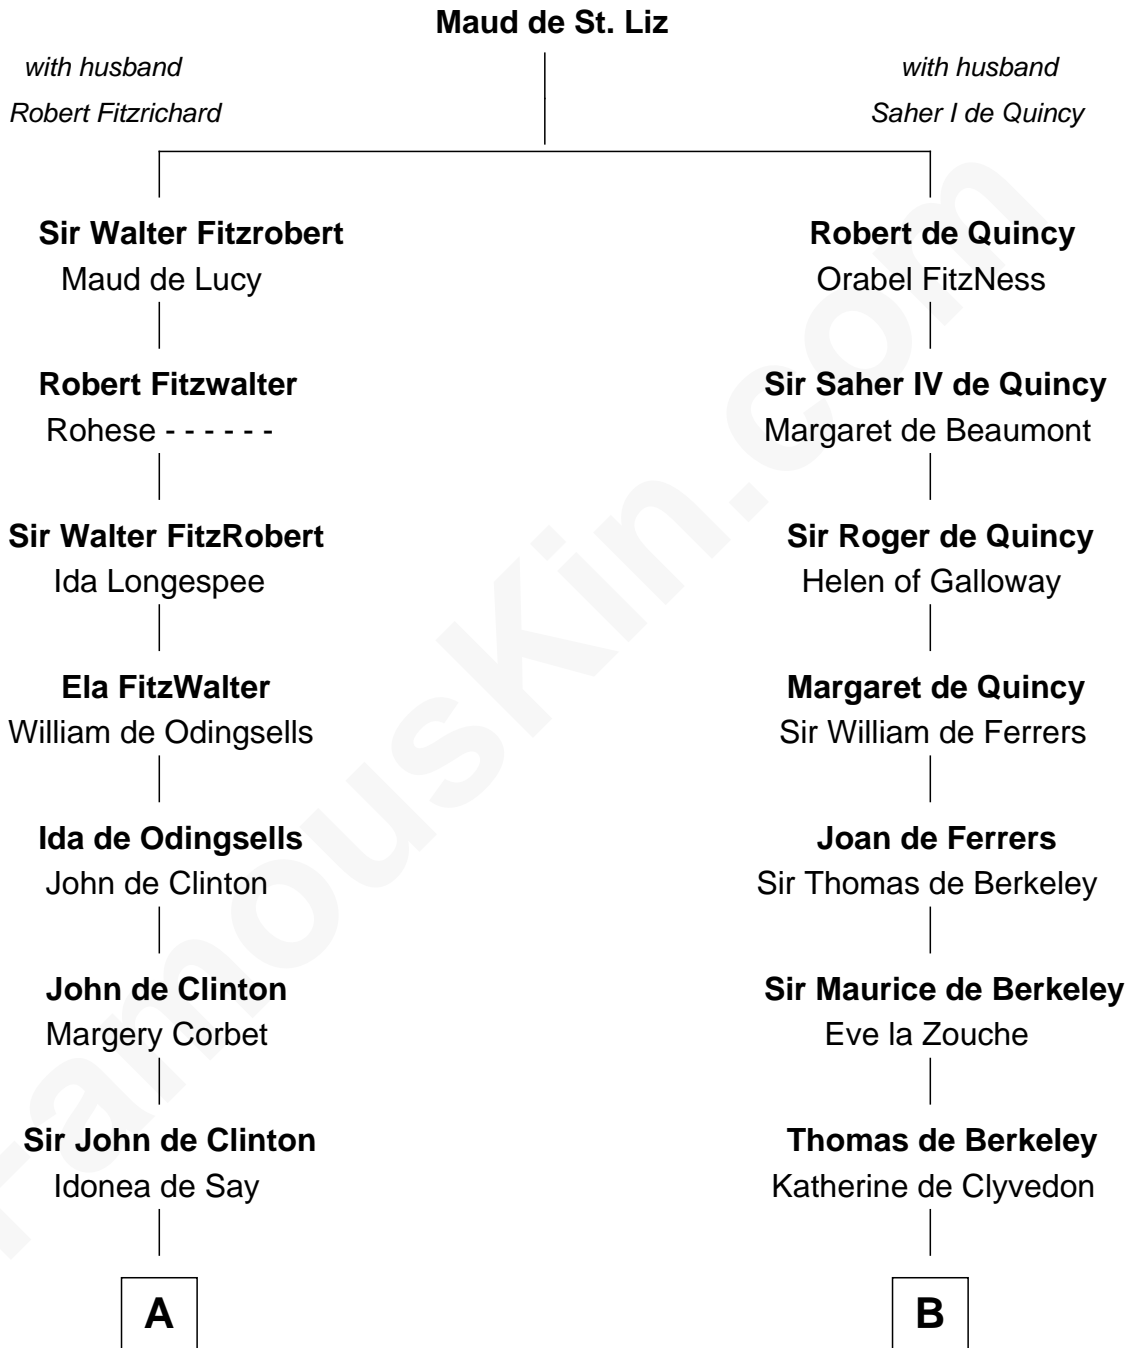 Maud de St. Liz
with husband
Robert Fitzrichard
with husband
Saher I de Quincy
Sir Walter Fitzrobert
Maud de Lucy
Robert de Quincy
Orabel FitzNess
Robert Fitzwalter
Rohese - - - - - -
Sir Saher IV de Quincy
Margaret de Beaumont
Sir Walter FitzRobert
Ida Longespee
Sir Roger de Quincy
Helen of Galloway
Ela FitzWalter
William de Odingsells
Margaret de Quincy
Sir William de Ferrers
Ida de Odingsells
John de Clinton
Joan de Ferrers
Sir Thomas de Berkeley
John de Clinton
Margery Corbet
Sir Maurice de Berkeley
Eve la Zouche
Sir John de Clinton
Idonea de Say
Thomas de Berkeley
Katherine de Clyvedon
A
B
FamousKin.com